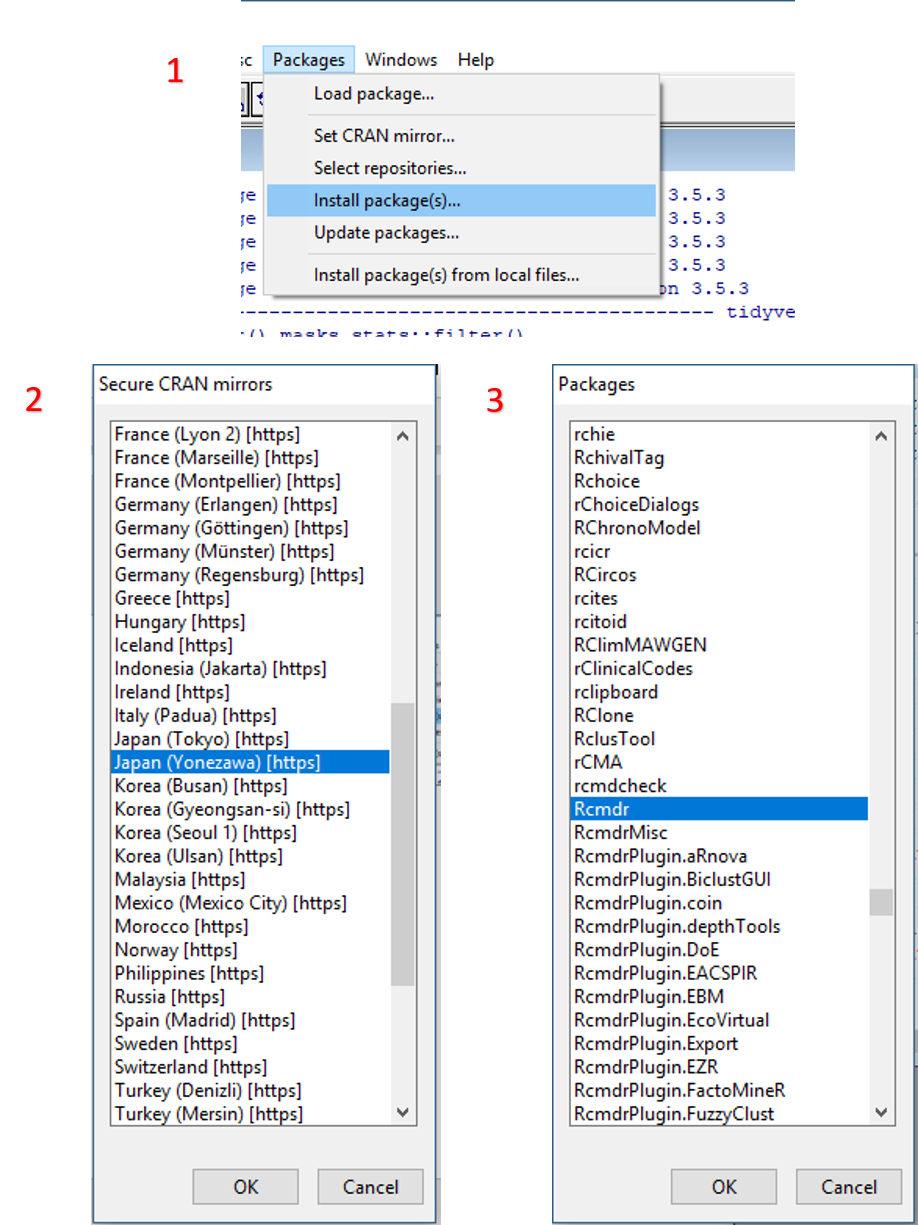 1
sc Packages Windows Help
Load package...
Set CRAN mirror...
Select repositories...
ge 3.5.3
Install package(s)... 3.5.3
ge 3.5.3
Update packages...
ge 3.5.3
Install package(s) from local files...
ge on 3.5.3
---------------------------------------- tidyve
r() masks stats::filter()
2
Secure CRAN mirrors
France (Lyon 2) [https]
France (Marseille) [https]
France (Montpellier) [https]
Germany (Erlangen) [https]
Germany (Göttingen) [https]
Germany (Münster) [https]
Germany (Regensburg) [https]
Greece [https]
Hungary [https]
Iceland [https]
Indonesia (Jakarta) [https]
Ireland [https]
Italy (Padua) [https]
Japan (Tokyo) [https]
Japan (Yonezawa) [https]
Korea (Busan) [https]
Korea (Gyeongsan-si) [https]
Korea (Seoul 1) [https]
Korea (Ulsan) [https]
Malaysia [https]
Mexico (Mexico City) [https]
Morocco [https]
Norway [https]
Philippines [https]
Russia [https]
Spain (Madrid) [https]
Sweden [https]
Switzerland [https]
Turkey (Denizli) [https]
Turkey (Mersin) [https]
OK Cancel
3
Packages
rchie
RchivalTag
Rchoice
rChoiceDialogs
RChronoModel
rcicr
RCircos
rcites
rcitoid
RClimMAWGEN
rClinicalCodes
rclipboard
RClone
RclusTool
rCMA
rcmdcheck
Rcmdr
RcmdrMisc
RcmdrPlugin.aRnova
RcmdrPlugin.BiclustGUI
RcmdrPlugin.coin
RcmdrPlugin.depthTools
RcmdrPlugin.DoE
RcmdrPlugin.EACSPIR
RcmdrPlugin.EBM
RcmdrPlugin.EcoVirtual
RcmdrPlugin.Export
RcmdrPlugin.EZR
RcmdrPlugin.FactoMineR
RcmdrPlugin.FuzzyClust
OK Cancel